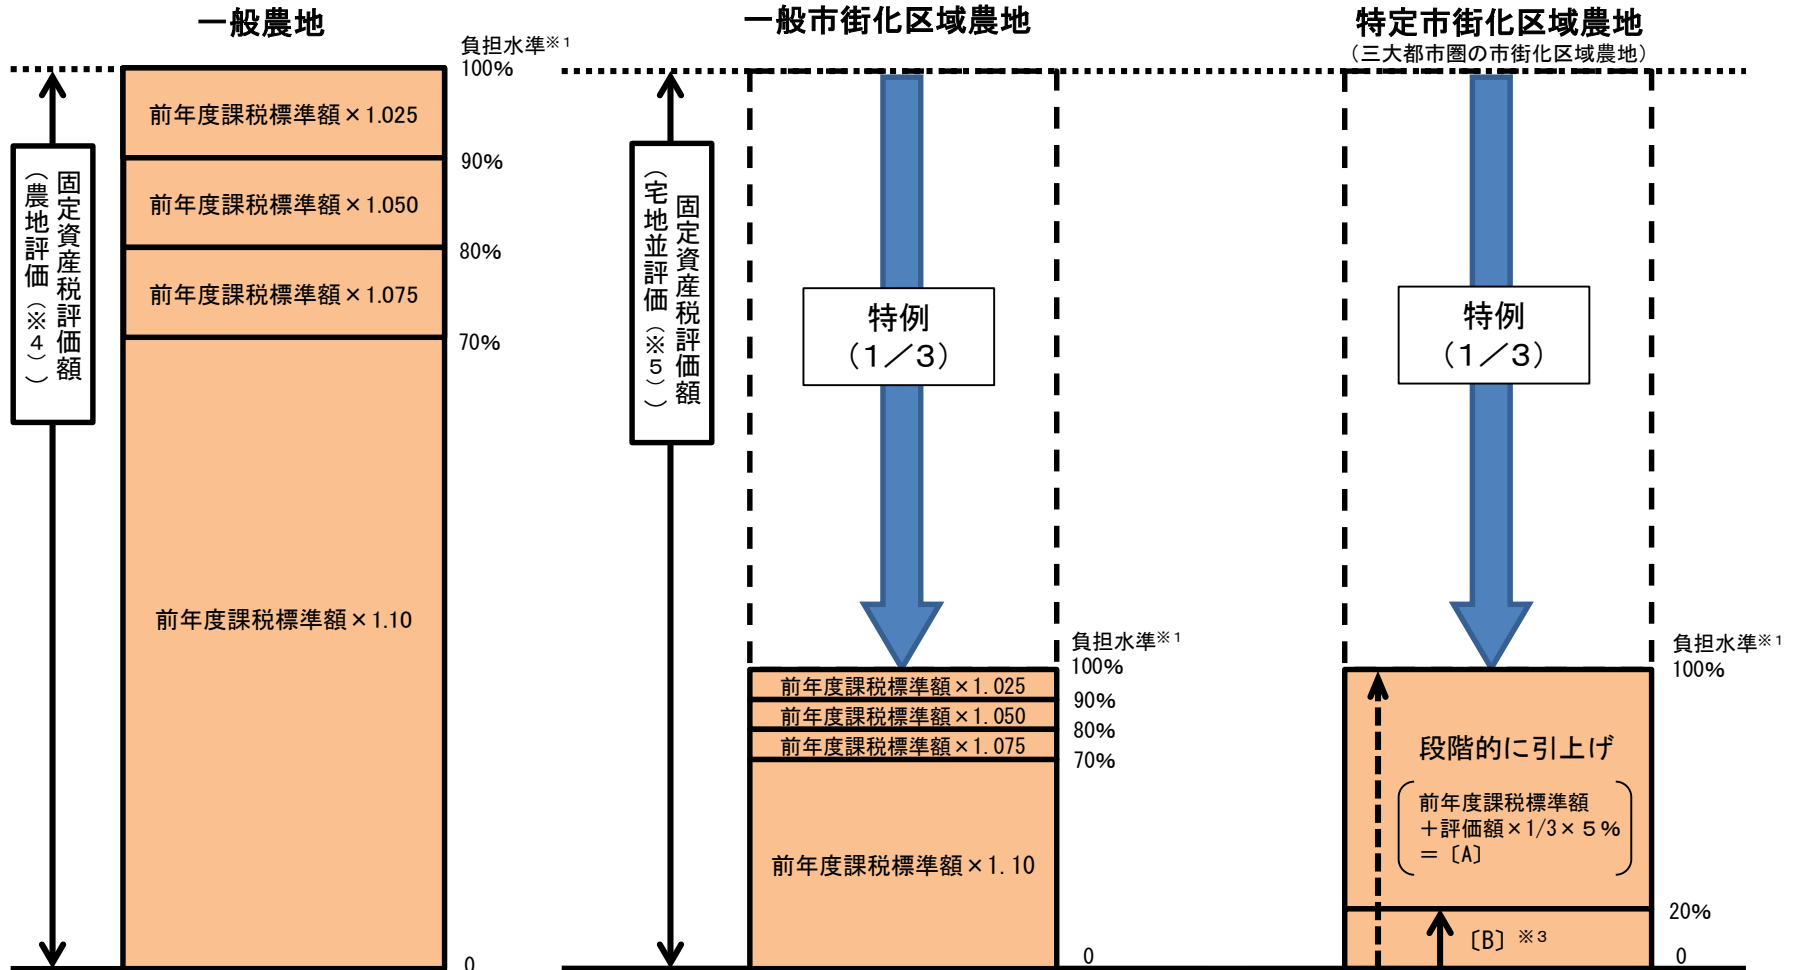 一般農地
負担水準※1
100%
前年度課税標準額×1.025
90%
前年度課税標準額×1.050
80%
前年度課税標準額×1.075
70%
前年度課税標準額×1.10
0
固定資産税評価額
（農地評価（※4））
一般市街化区域農地
固定資産税評価額
（宅地並評価（※5））
特例
（1／3）
負担水準※1
100%
前年度課税標準額×1.025
90%
前年度課税標準額×1.050
80%
前年度課税標準額×1.075
70%
前年度課税標準額×1.10
0
特定市街化区域農地
（三大都市圏の市街化区域農地）
特例
（1／3）
負担水準※1
100%
段階的に引上げ
前年度課税標準額
＋評価額×1/3×５%
＝〔A〕
20%
〔B〕※3
0